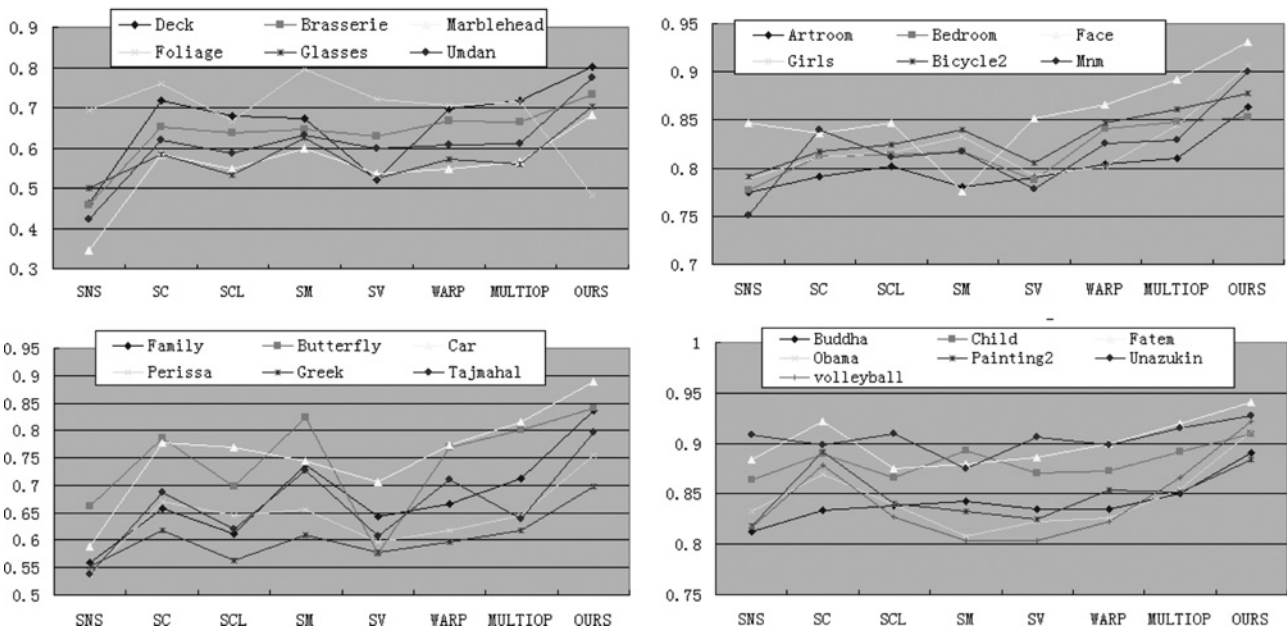 0.9
Deck Brasserie Marblehead
Foliage Glasses Umdan
0.8
0.7
0.6
0.5
0.4
0.3
SNS SC SCL SM SV WARP MULTIOP OURS
0.95
Artroom Bedroom Face
Girls Bicycle2 Mnm
0.9
0.85
0.8
0.75
0.7
SNS SC SCL SM SV WARP MULTIOP OURS
0.95
Family Butterfly Car
Perissa Greek Tajmahal
0.9
0.85
0.8
0.75
0.7
0.65
0.6
0.55
0.5
SNS SC SCL SM SV WARP MULTIOP OURS
1
Buddha Child Fatem
Obama Painting2 Unazukin
volleyball
0.95
0.9
0.85
0.8
0.75
SNS SC SCL SM SV WARP MULTIOP OURS